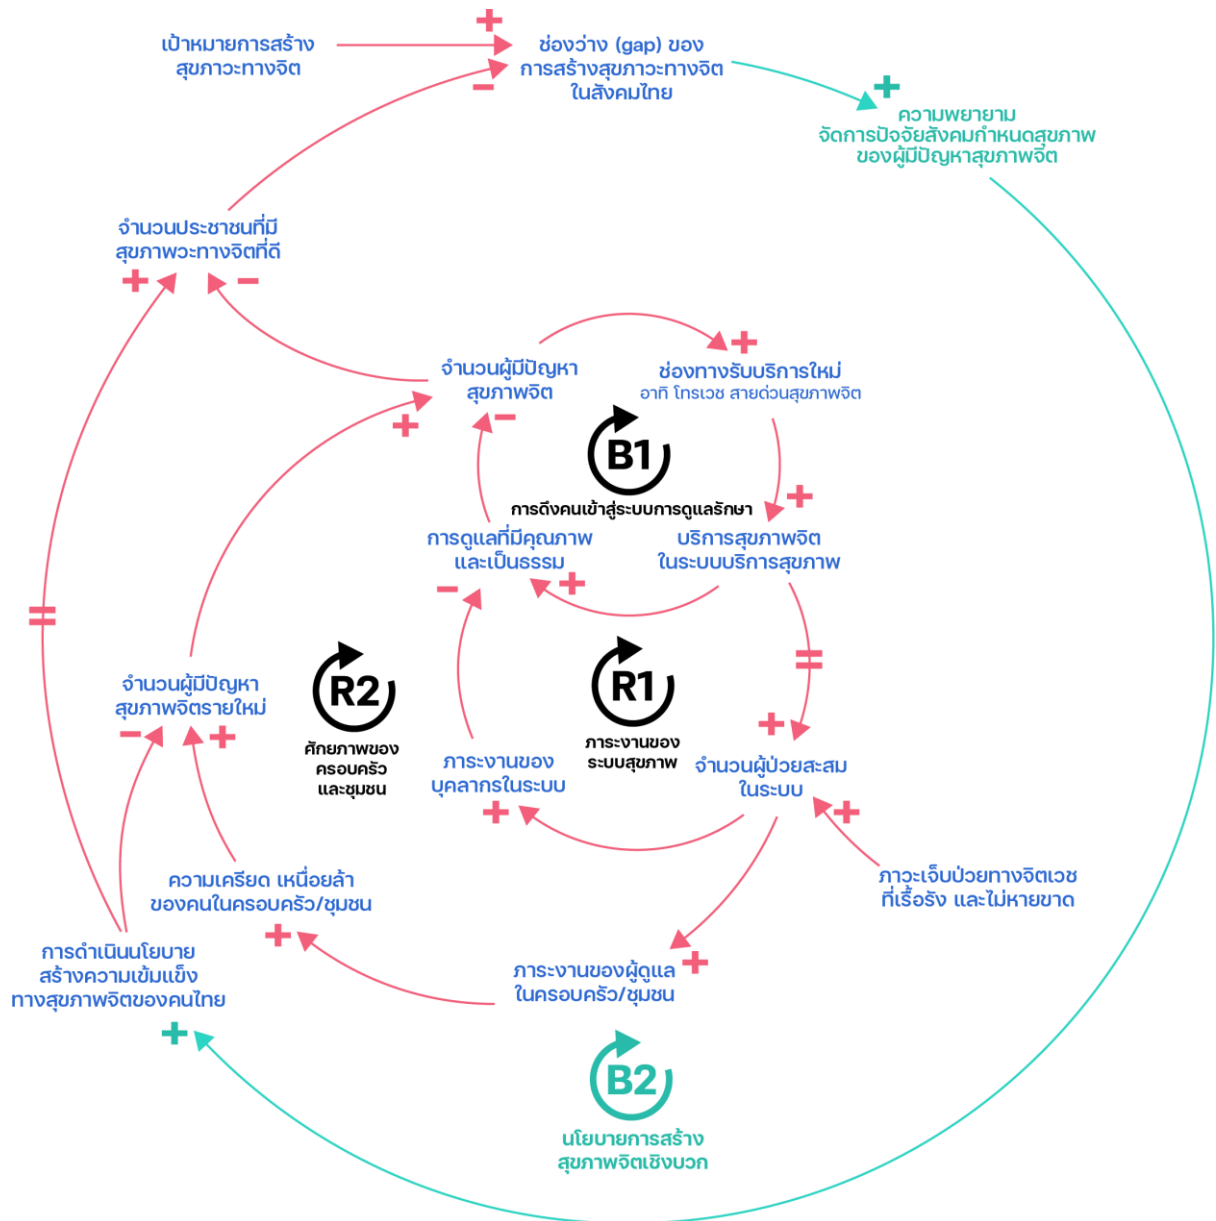 เป้าหมายการสร้าง
สุขภาวะทางจิต
+
ช่องว่าง (gap) ของ
การสร้างสุขภาวะทางจิต
ในสังคมไทย
−
+
ความพยายาม
จัดการปัจจัยสังคมกำหนดสุขภาพ
ของผู้มีปัญหาสุขภาพจิต
จำนวนประชาชนที่มี
สุขภาพวะทางจิตที่ดี
+
−
จำนวนผู้มีปัญหา
สุขภาพจิต
+
−
+
ช่องทางรับบริการใหม่
อาทิ โทรเวช สายด่วนสุขภาพจิต
B1
การดึงคนเข้าสู่ระบบการดูแลรักษา
+
การดูแลที่มีคุณภาพ
และเป็นธรรม
−
+
บริการสุขภาพจิต
ในระบบบริการสุขภาพ
=
=
จำนวนผู้มีปัญหา
สุขภาพจิตรายใหม่
−
+
R2
ศักยภาพของ
ครอบครัว
และชุมชน
R1
ภาระงานของ
ระบบสุขภาพ
ภาระงานของ
บุคลากรในระบบ
+
+
จำนวนผู้ป่วยสะสม
ในระบบ
+
ภาวะเจ็บป่วยทางจิตเวช
ที่เรื้อรัง และไม่หายขาด
ความเครียด เหนื่อยล้า
ของคนในครอบครัว/ชุมชน
+
การดำเนินนโยบาย
สร้างความเข้มแข็ง
ทางสุขภาพจิตของคนไทย
+
ภาระงานของผู้ดูแล
ในครอบครัว/ชุมชน
+
B2
นโยบายการสร้าง
สุขภาพจิตเชิงบวก